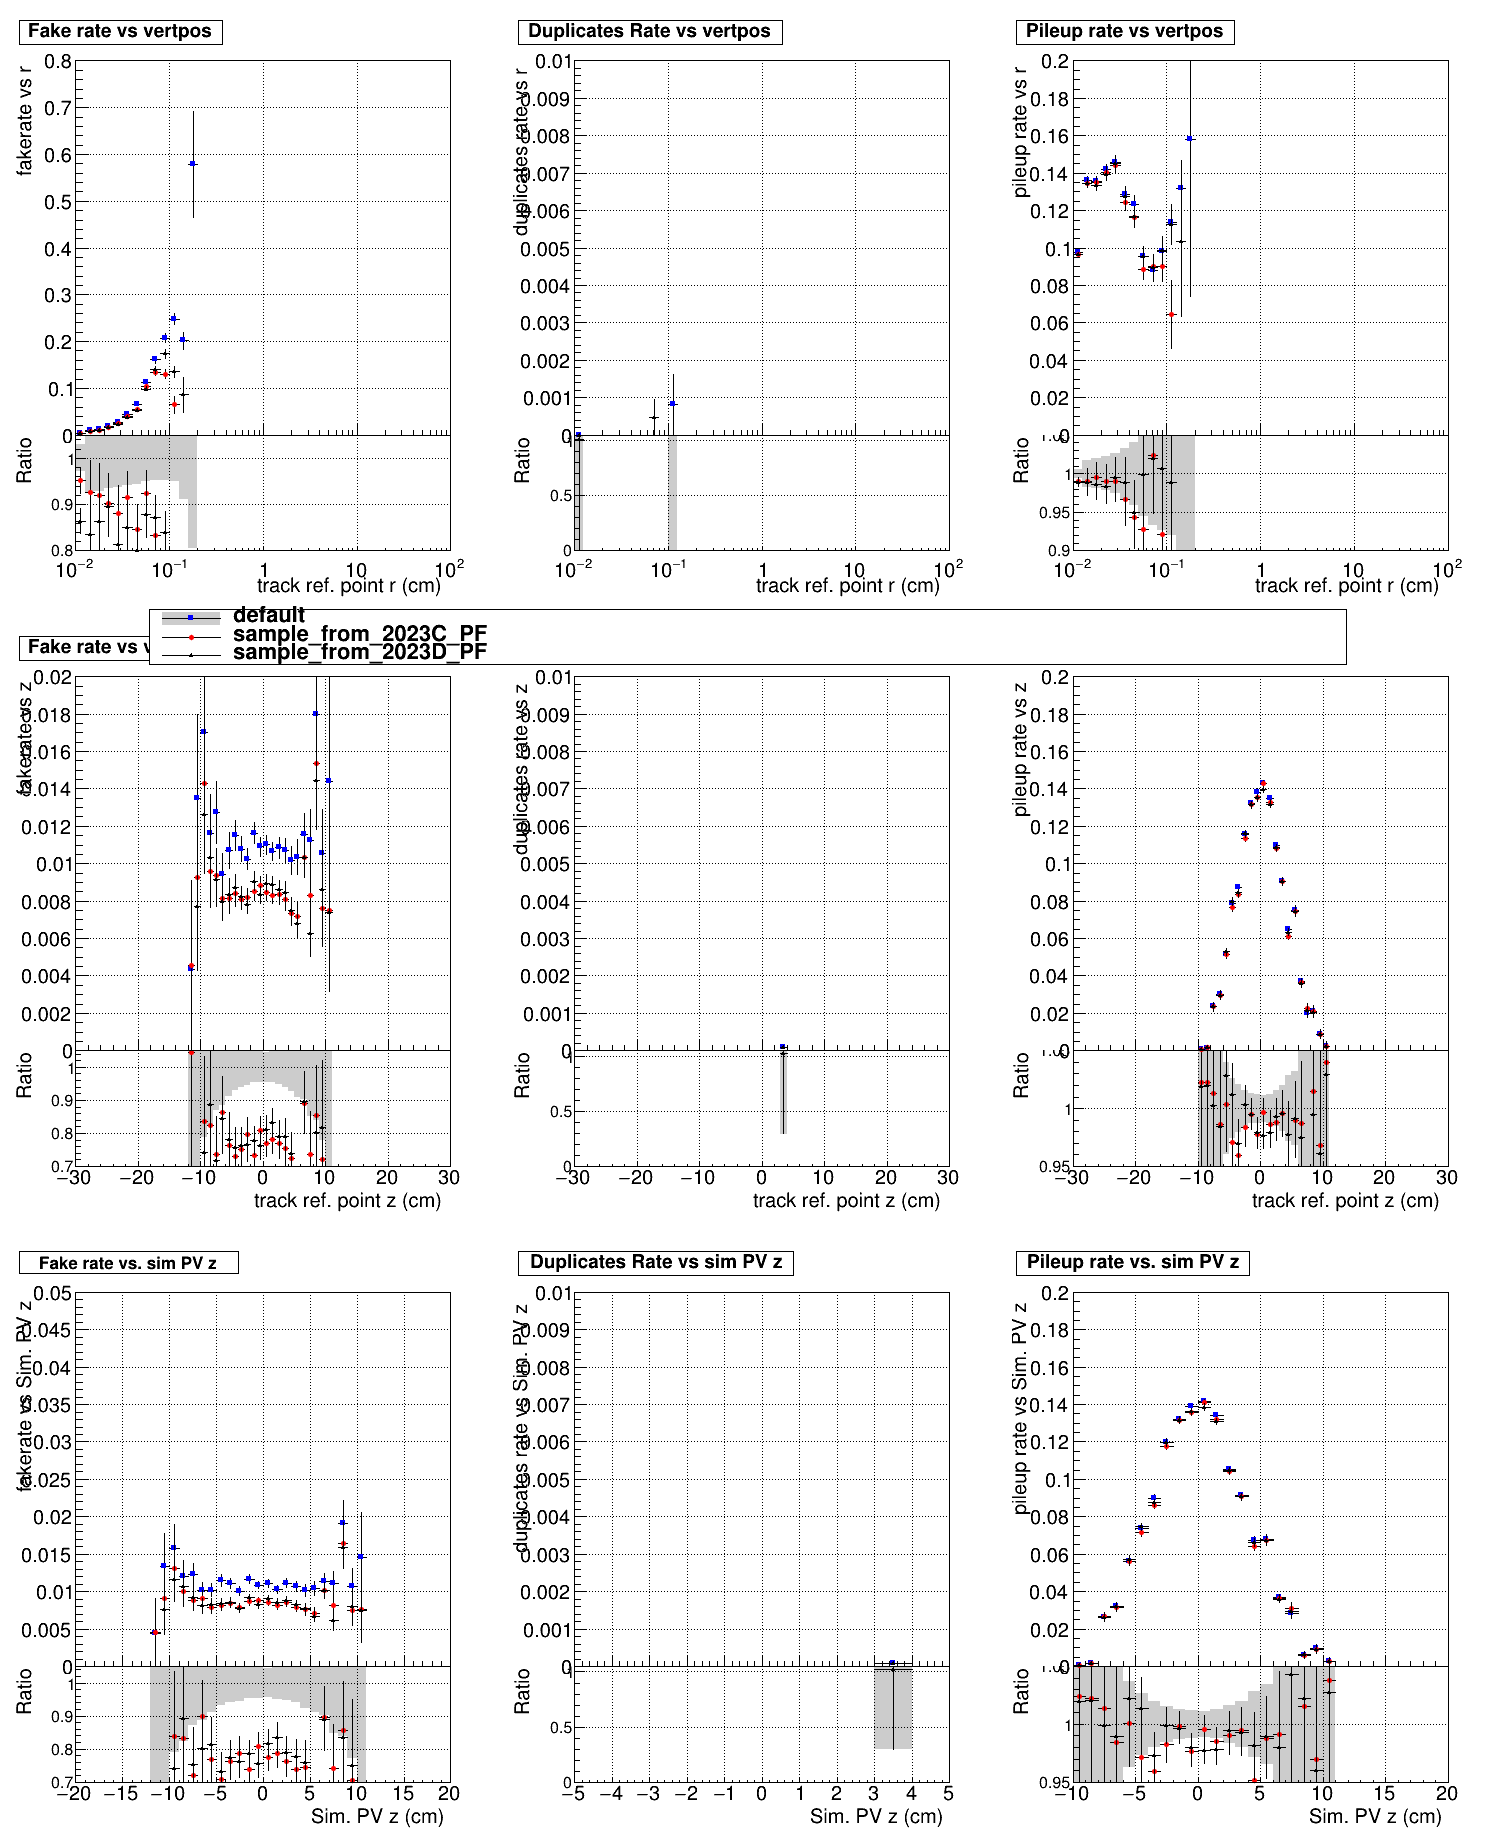 Fake rate vs vertpos
Duplicates Rate vs vertpos
Pileup rate vs vertpos
fakerate vs r
0.8
0.7
0.6
0.5
0.4
0.3
0.2
0.1
0
Ratio
1
0.9
0.8
10⁻² 10⁻¹ 1 10 10²
track ref. point r (cm)
duplicates rate vs r
0.01
0.009
0.008
0.007
0.006
0.005
0.004
0.003
0.002
0.001
0
Ratio
1
0.5
0
10⁻² 10⁻¹ 1 10 10²
track ref. point r (cm)
pileup rate vs r
0.2
0.18
0.16
0.14
0.12
0.1
0.08
0.06
0.04
0.02
0
Ratio
1
0.95
0.9
10⁻² 10⁻¹ 1 10 10²
track ref. point r (cm)
default
sample_from_2023C_PF
sample_from_2023D_PF
Fake rate vs v
fakerate vs z
0.02
0.018
0.016
0.014
0.012
0.01
0.008
0.006
0.004
0.002
0
Ratio
1
0.9
0.8
0.7
−30 −20 −10 0 10 20 30
track ref. point z (cm)
duplicates rate vs z
0.01
0.009
0.008
0.007
0.006
0.005
0.004
0.003
0.002
0.001
0
Ratio
1
0.5
0
−30 −20 −10 0 10 20 30
track ref. point z (cm)
pileup rate vs z
0.2
0.18
0.16
0.14
0.12
0.1
0.08
0.06
0.04
0.02
0
Ratio
1
0.95
−30 −20 −10 0 10 20 30
track ref. point z (cm)
Fake rate vs. sim PV z
Duplicates Rate vs sim PV z
Pileup rate vs. sim PV z
fakerate vs Sim. PV z
0.05
0.045
0.04
0.035
0.03
0.025
0.02
0.015
0.01
0.005
0
Ratio
1
0.9
0.8
0.7
−20 −15 −10 −5 0 5 10 15 20
Sim. PV z (cm)
duplicates rate vs Sim. PV z
0.01
0.009
0.008
0.007
0.006
0.005
0.004
0.003
0.002
0.001
0
Ratio
1
0.5
0
−5 −4 −3 −2 −1 0 1 2 3 4 5
Sim. PV z (cm)
pileup rate vs Sim. PV z
0.2
0.18
0.16
0.14
0.12
0.1
0.08
0.06
0.04
0.02
0
Ratio
1
0.95
−10 −5 0 5 10 15 20
Sim. PV z (cm)